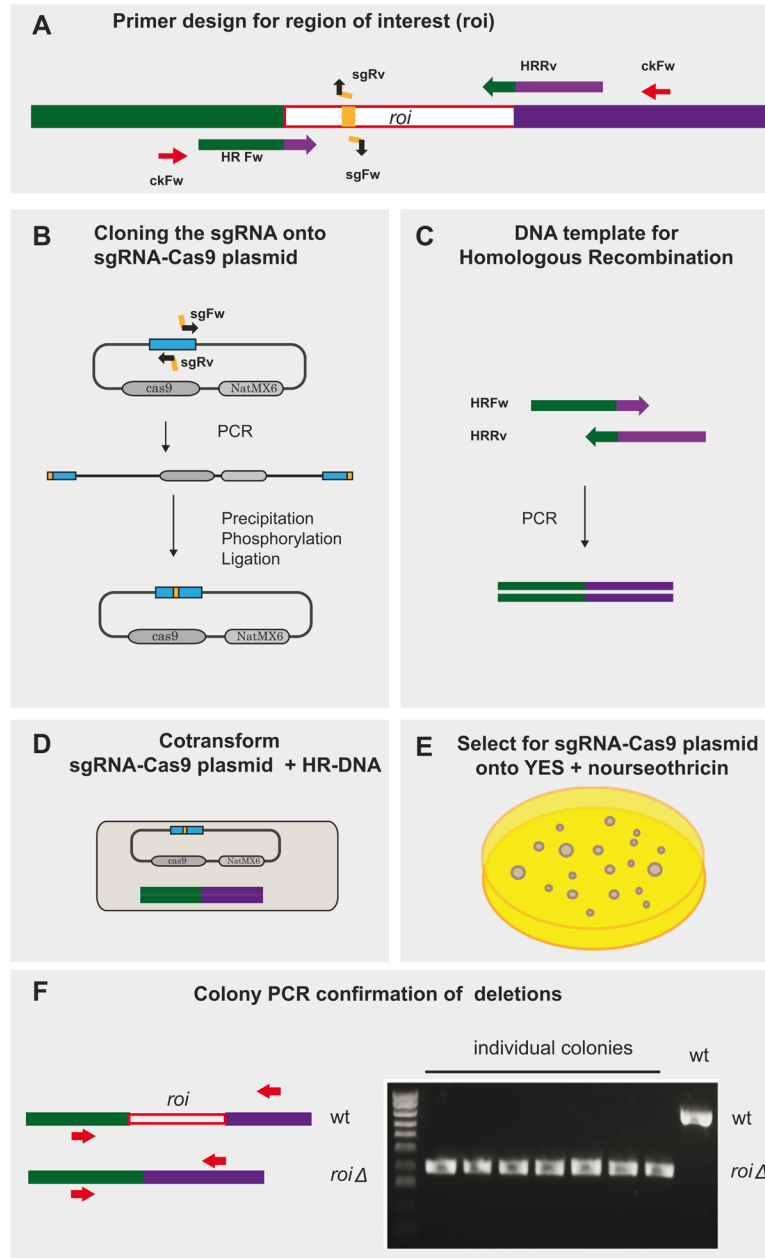 A
Primer design for region of interest (roi)
sgRv
HRRv
ckFw
roi
HR Fw
sgFw
ckFw
B
Cloning the sgRNA onto
sgRNA-Cas9 plasmid
sgFw
sgRv
cas9
NatMX6
PCR
Precipitation
Phosphorylation
Ligation
cas9
NatMX6
C
DNA template for
Homologous Recombination
HRFw
HRRv
PCR
D
Cotransform
sgRNA-Cas9 plasmid + HR-DNA
cas9
NatMX6
E
Select for sgRNA-Cas9 plasmid
onto YES + nourseothricin
F
Colony PCR confirmation of deletions
roi
wt
roi Δ
individual colonies
wt
wt
roi Δ